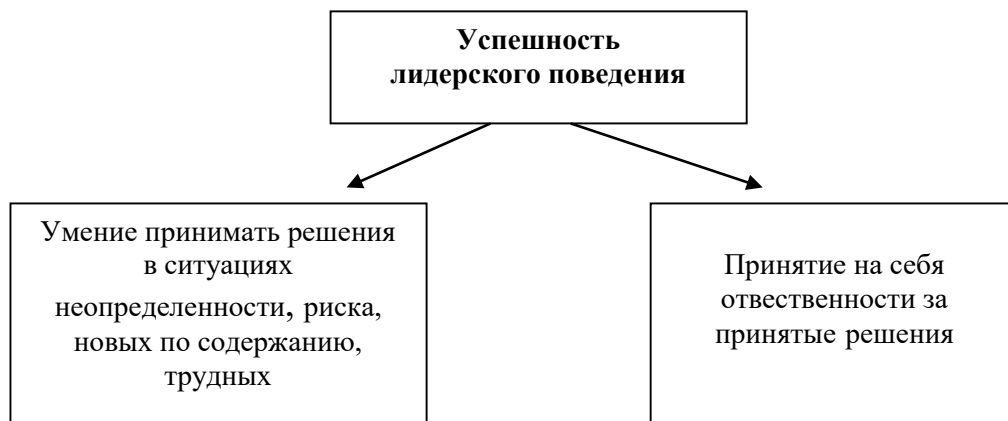 Успешность
лидерского поведения
Умение принимать решения
в ситуациях
неопределенности, риска,
новых по содержанию,
трудных
Принятие на себя
отвественности за
принятые решения